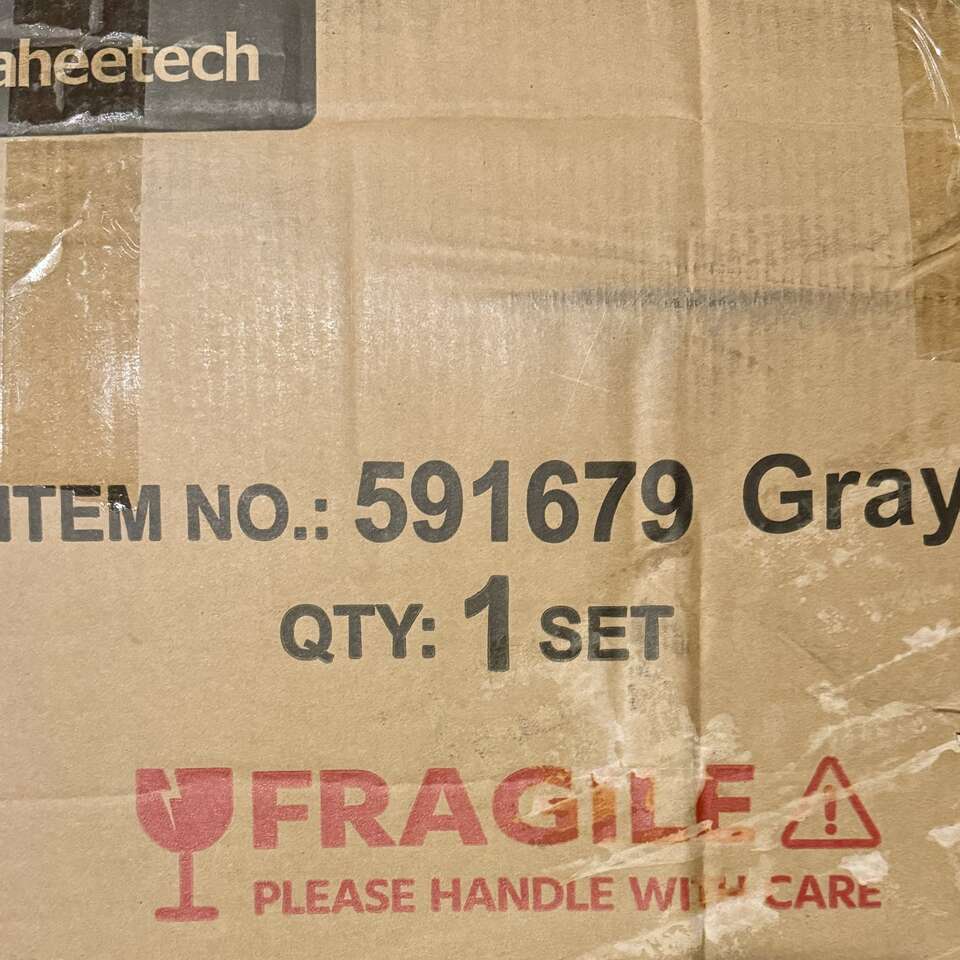 aheetech
ITEM NO.: 591679 Gray
QTY: 1 SET
FRAGILE
PLEASE HANDLE WITH CARE